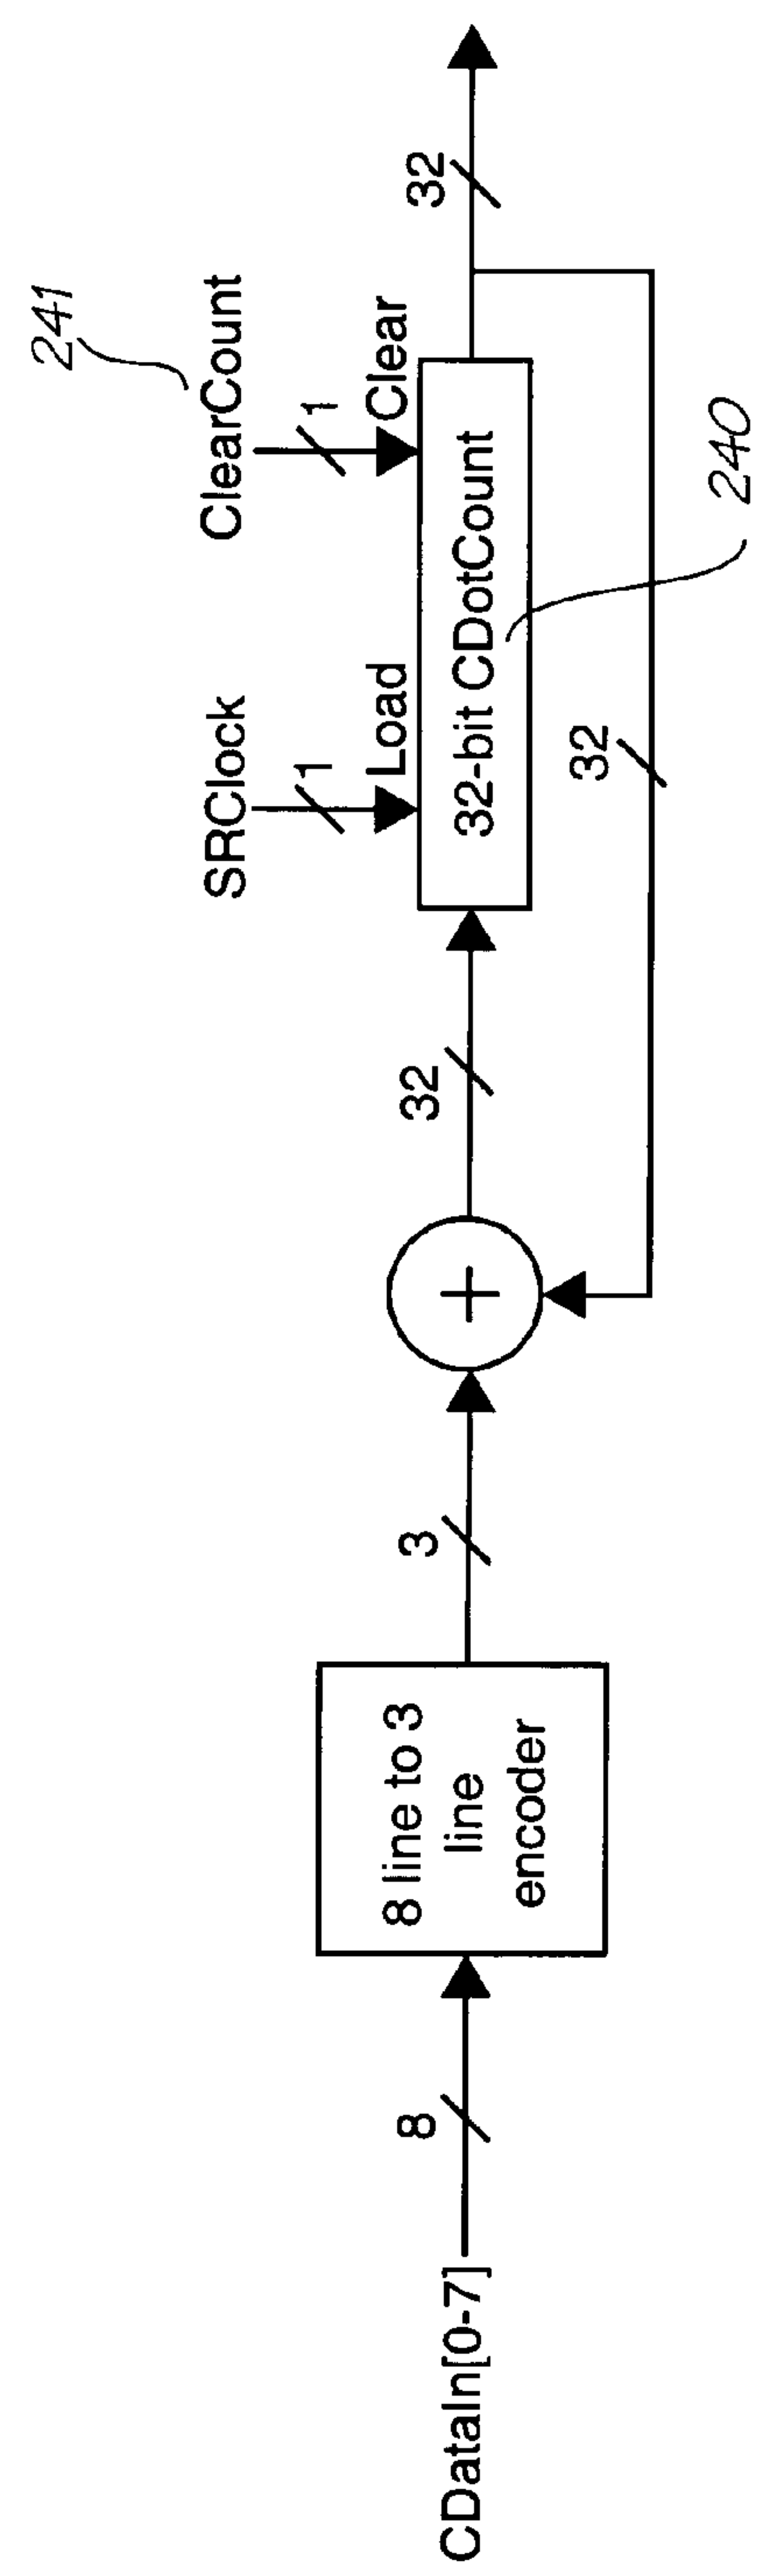 241
ClearCount
SRClock
1
1
Load
Clear
CDataIn[0-7]
8
8 line to 3
line
encoder
3
32
32-bit CDotCount
32
32
240